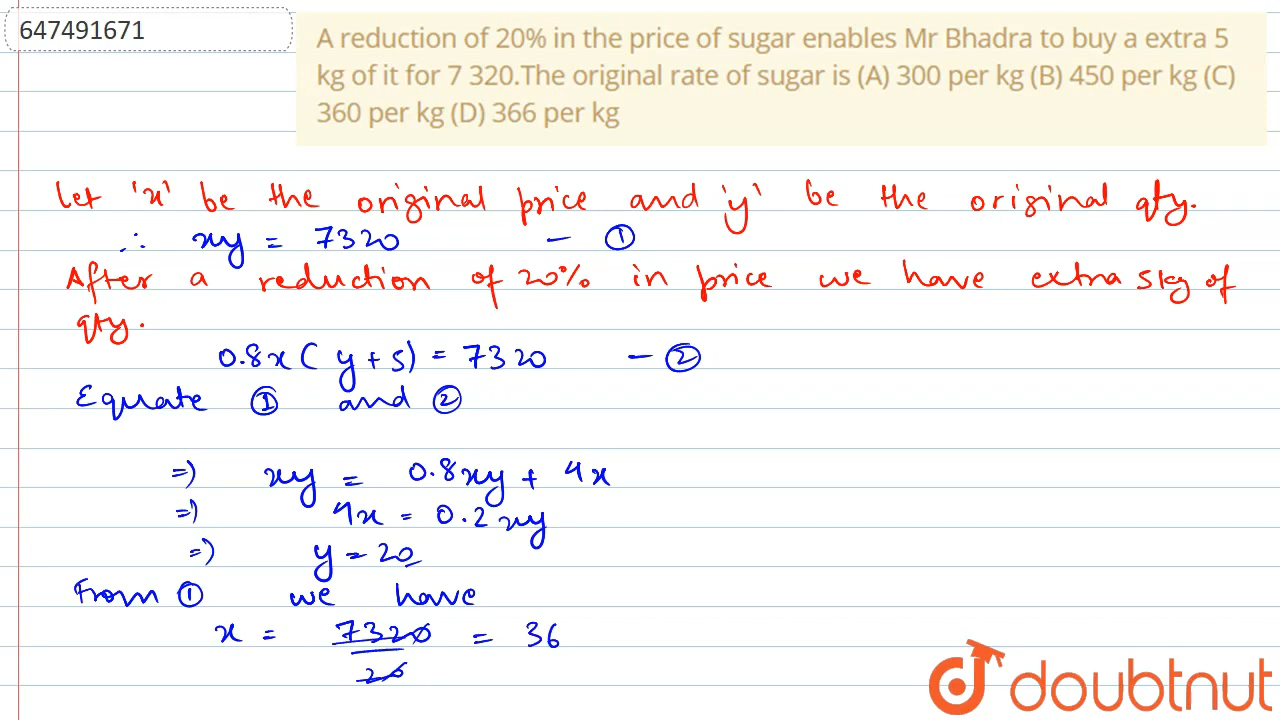 647491671
A reduction of 20% in the price of sugar enables Mr Bhadra to buy a extra 5
kg of it for 7 320.The original rate of sugar is (A) 300 per kg (B) 450 per kg (C)
360 per kg (D) 366 per kg
Let 'x' be the original price and 'y' be the original qty.
∴ xy = 7320 - ①
After a reduction of 20% in price we have extra 5kg of
qty.
0.8x ( y + 5) = 7320 - ②
Equate ① and ②
=) xy = 0.8xy + 4x
=) 4x = 0.2xy
=) y = 20
From ① we have
x = 7320/20 = 36
doubtnut